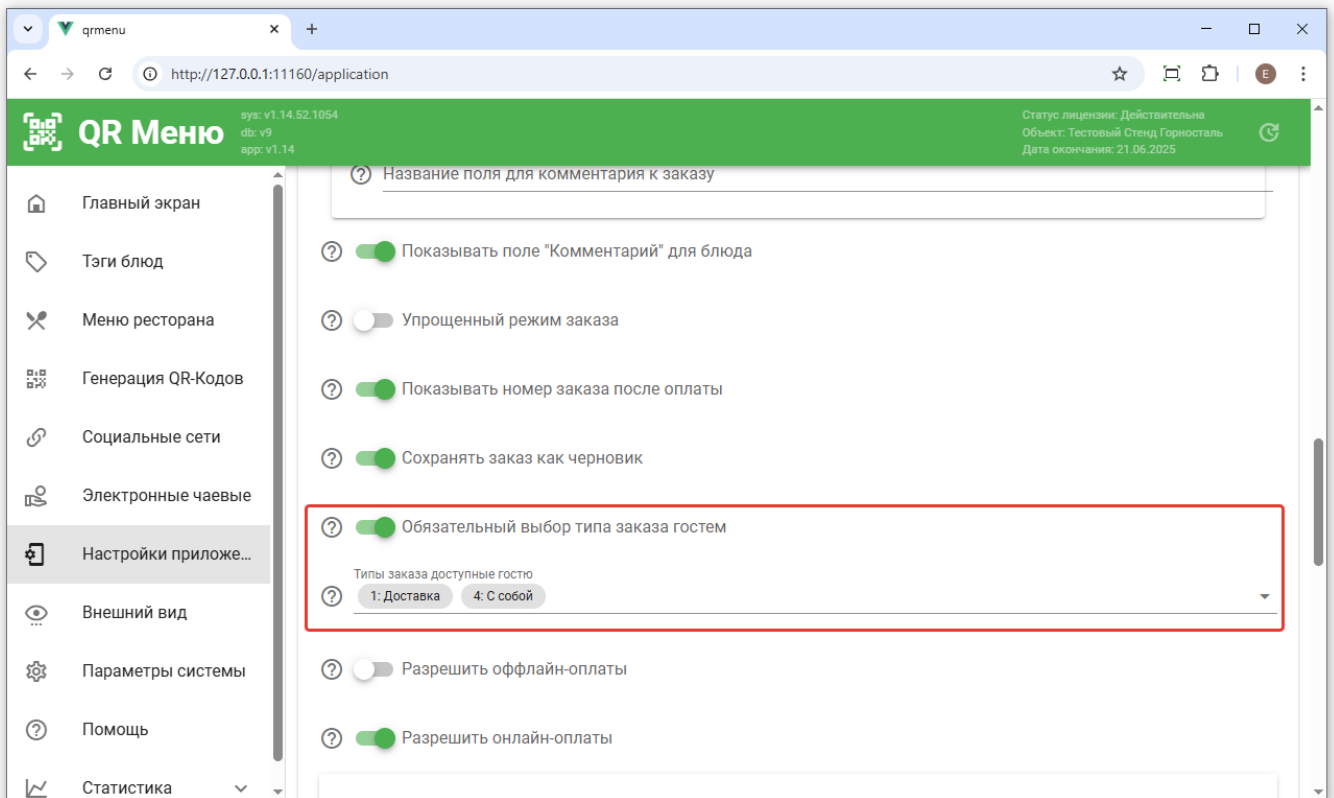 qrmenu
http://127.0.0.1:11160/application
E
QR Меню
sys: v1.14.52.1054
db: v9
app: v1.14
Статус лицензии: Действительна
Объект: Тестовый Стенд Горносталь
Дата окончания: 21.06.2025
Главный экран
Тэги блюд
Меню ресторана
Генерация QR-Кодов
Социальные сети
Электронные чаевые
Настройки приложе...
Внешний вид
Параметры системы
Помощь
Статистика
Название поля для комментария к заказу
Показывать поле "Комментарий" для блюда
Упрощенный режим заказа
Показывать номер заказа после оплаты
Сохранять заказ как черновик
Обязательный выбор типа заказа гостем
Типы заказа доступные гостю
1: Доставка 4: С собой
Разрешить оффлайн-оплаты
Разрешить онлайн-оплаты